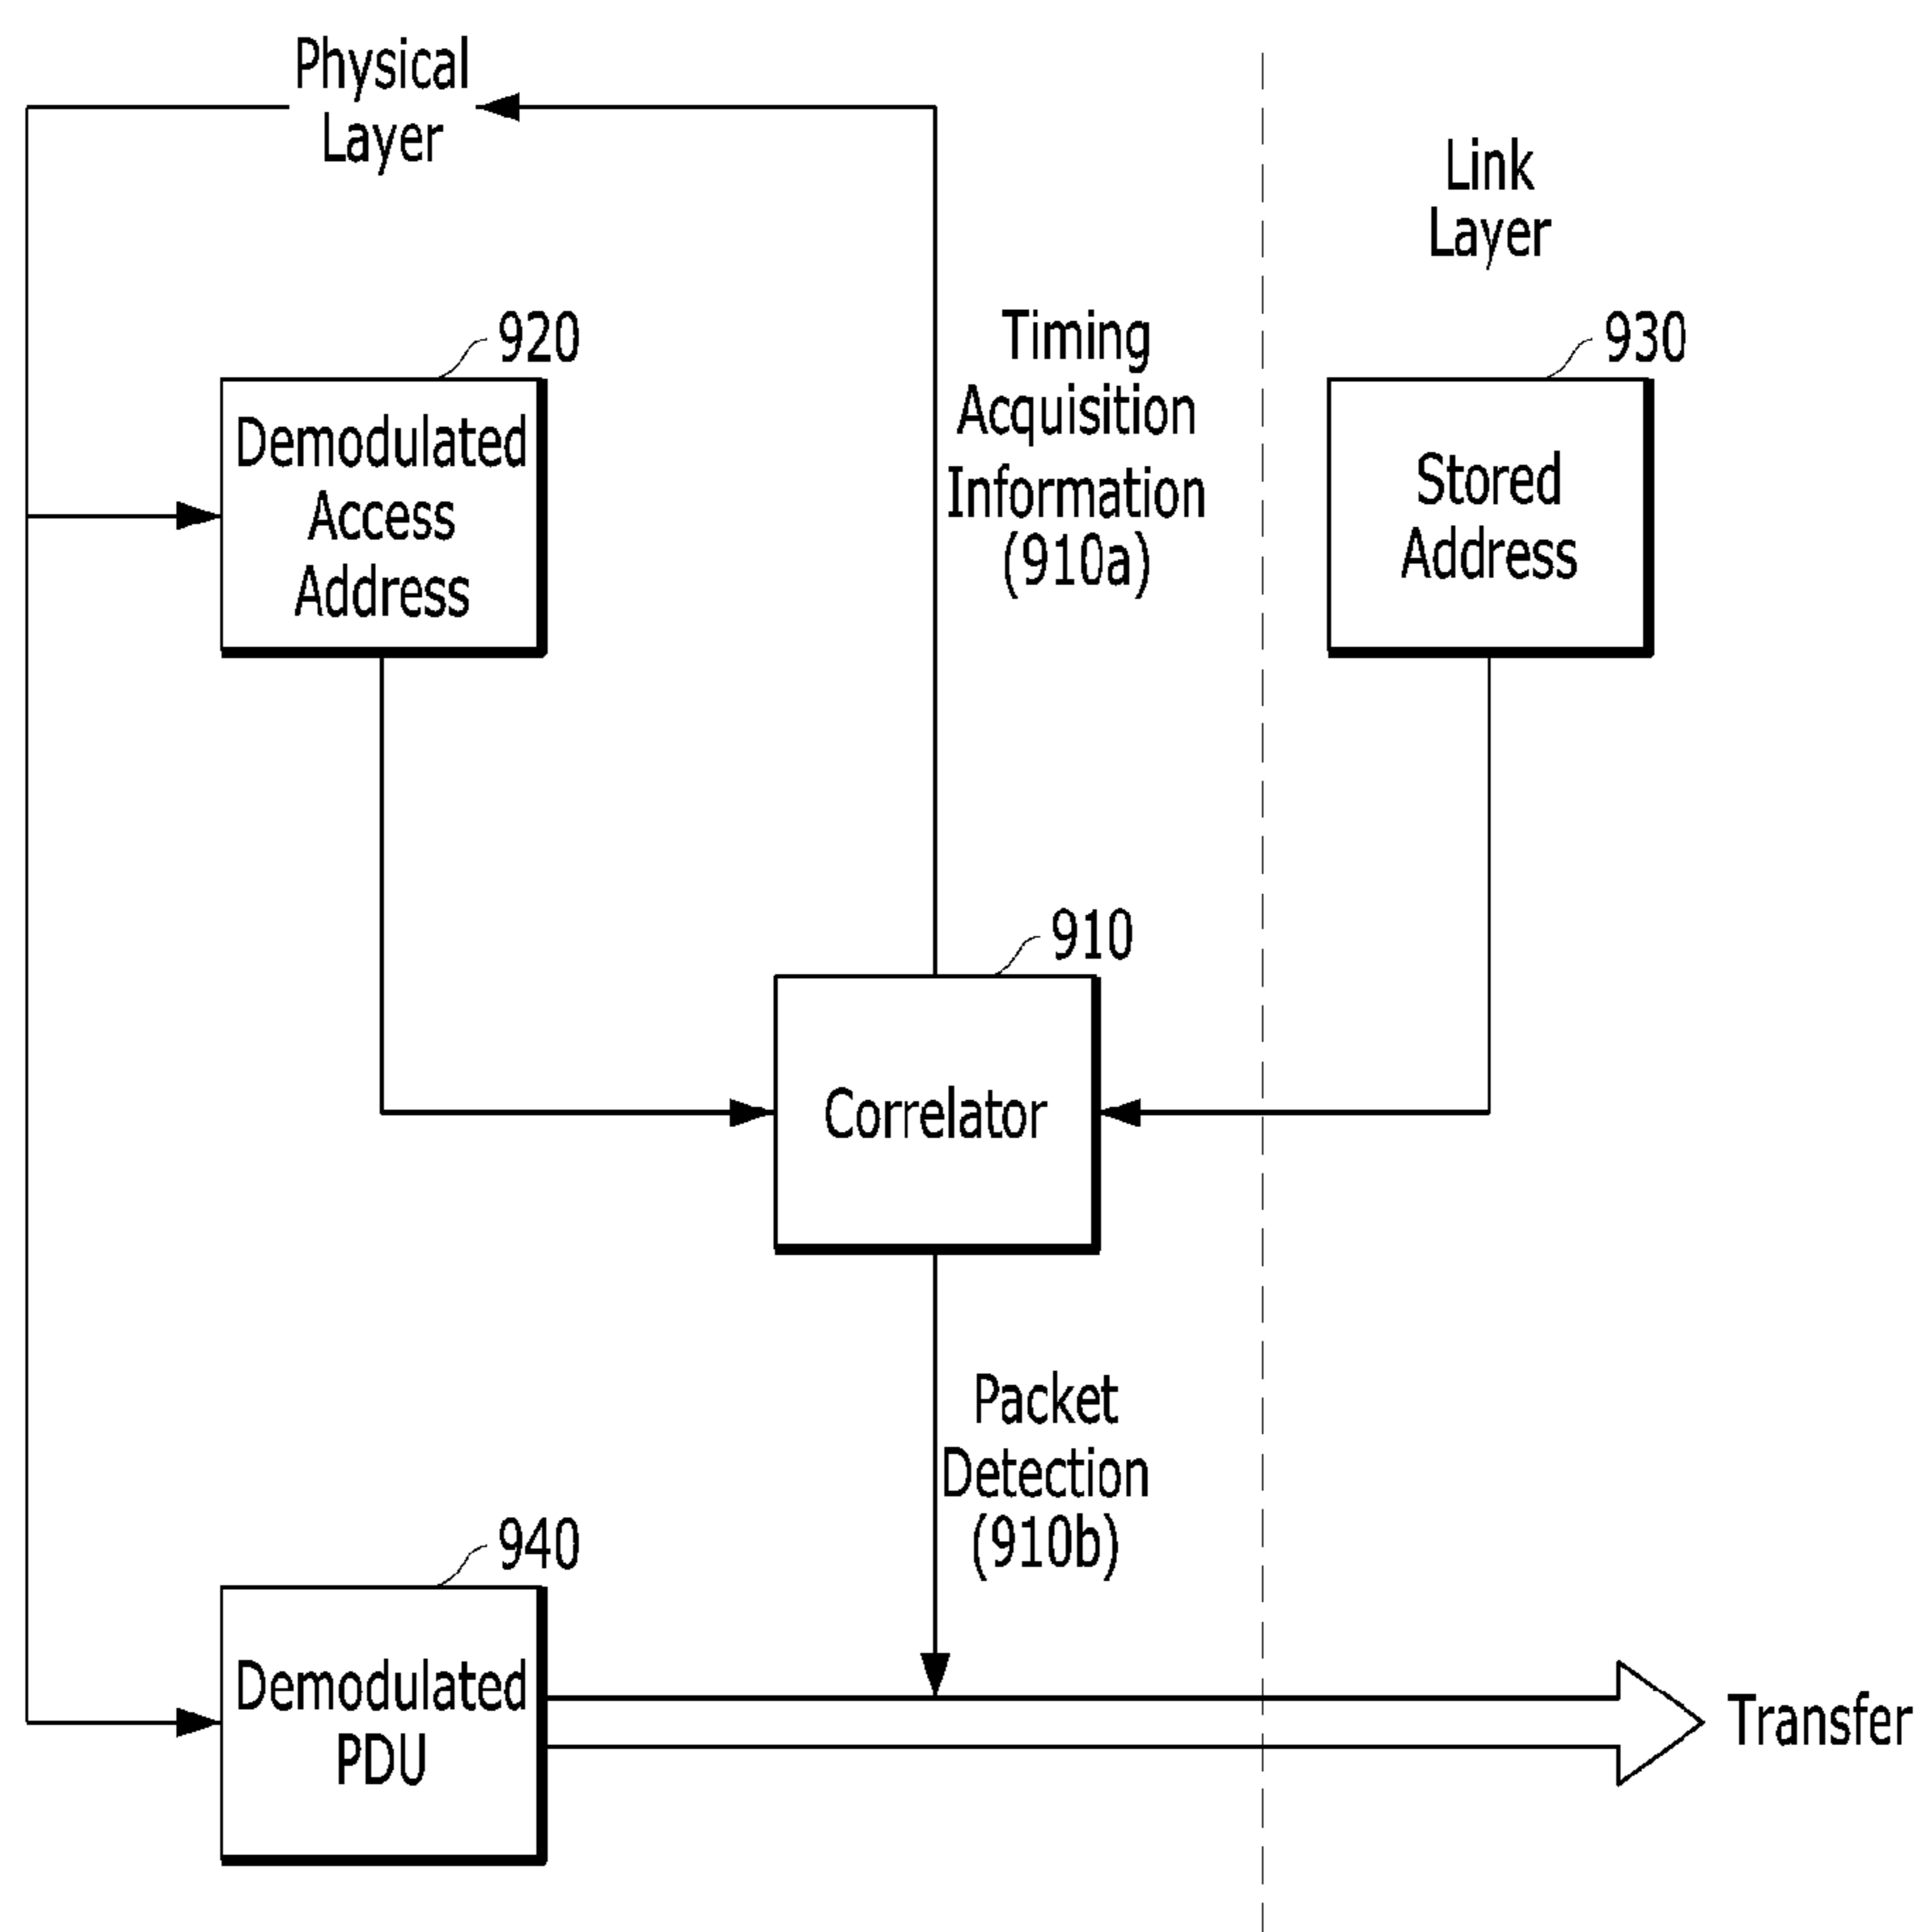 Physical
Layer
Link
Layer
920
Demodulated
Access
Address
Timing
Acquisition
Information
(910a)
930
Stored
Address
910
Correlator
Packet
Detection
(910b)
940
Demodulated
PDU
Transfer